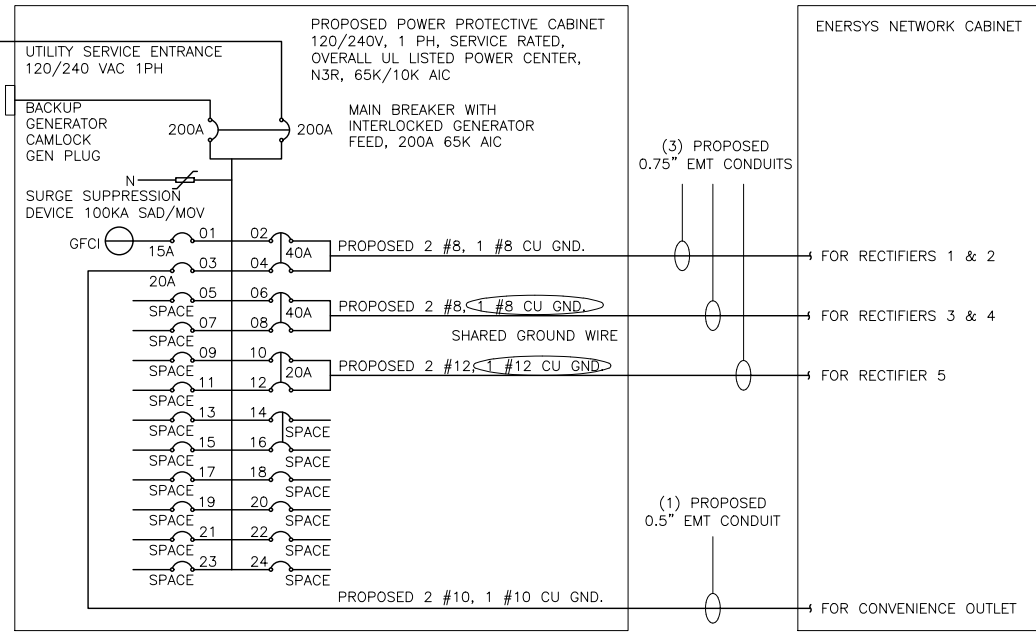 PROPOSED POWER PROTECTIVE CABINET
120/240V, 1 PH, SERVICE RATED,
OVERALL UL LISTED POWER CENTER,
N3R, 65K/10K AIC
ENERSYS NETWORK CABINET
UTILITY SERVICE ENTRANCE
120/240 VAC 1PH
BACKUP
GENERATOR
CAMLOCK
GEN PLUG
200A
200A
MAIN BREAKER WITH
INTERLOCKED GENERATOR
FEED, 200A 65K AIC
(3) PROPOSED
0.75" EMT CONDUITS
N
SURGE SUPPRESSION
DEVICE 100KA SAD/MOV
GFCI
15A
01
02
40A
PROPOSED 2 #8, 1 #8 CU GND.
FOR RECTIFIERS 1 & 2
03
04
20A
05
06
SPACE
40A
PROPOSED 2 #8, 1 #8 CU GND.
FOR RECTIFIERS 3 & 4
07
08
SPACE
SHARED GROUND WIRE
09
10
SPACE
20A
PROPOSED 2 #12, 1 #12 CU GND.
FOR RECTIFIER 5
11
12
SPACE
13
14
SPACE
SPACE
15
16
SPACE
SPACE
17
18
SPACE
SPACE
19
20
SPACE
SPACE
21
22
SPACE
SPACE
23
24
SPACE
SPACE
(1) PROPOSED
0.5" EMT CONDUIT
PROPOSED 2 #10, 1 #10 CU GND.
FOR CONVENIENCE OUTLET